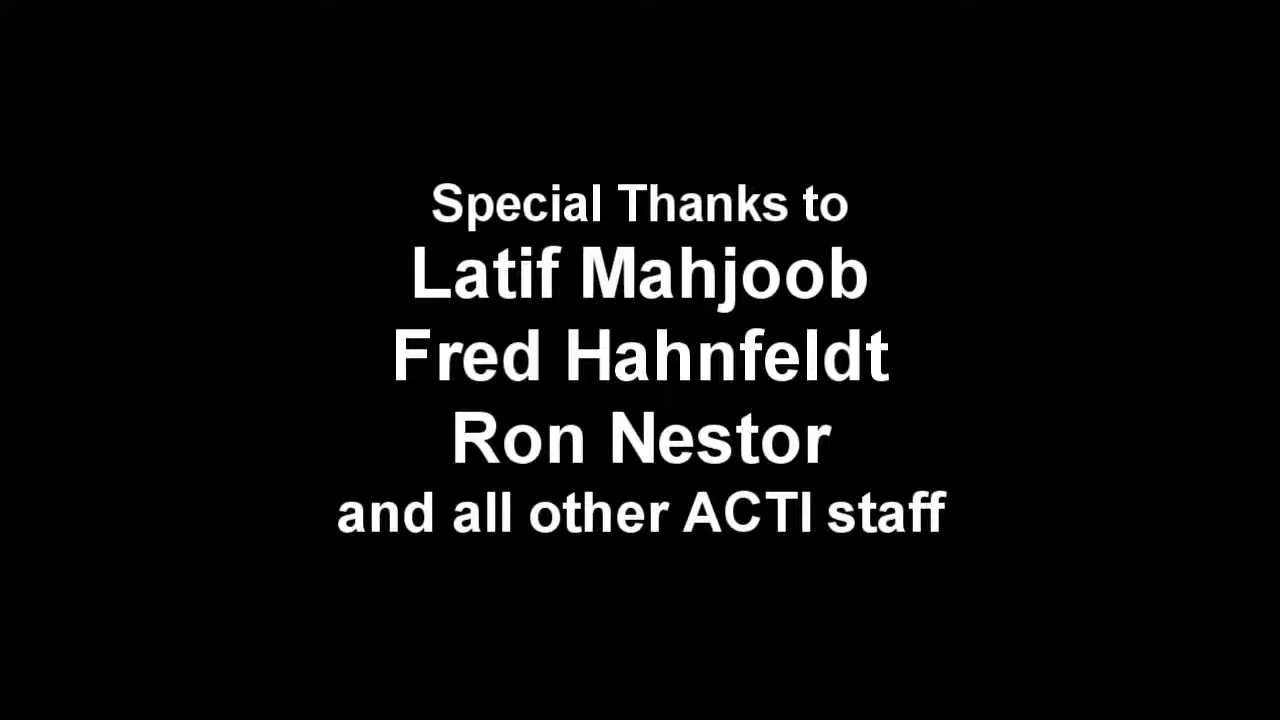 Special Thanks to
Latif Mahjoob
Fred Hahnfeldt
Ron Nestor
and all other ACTI staff